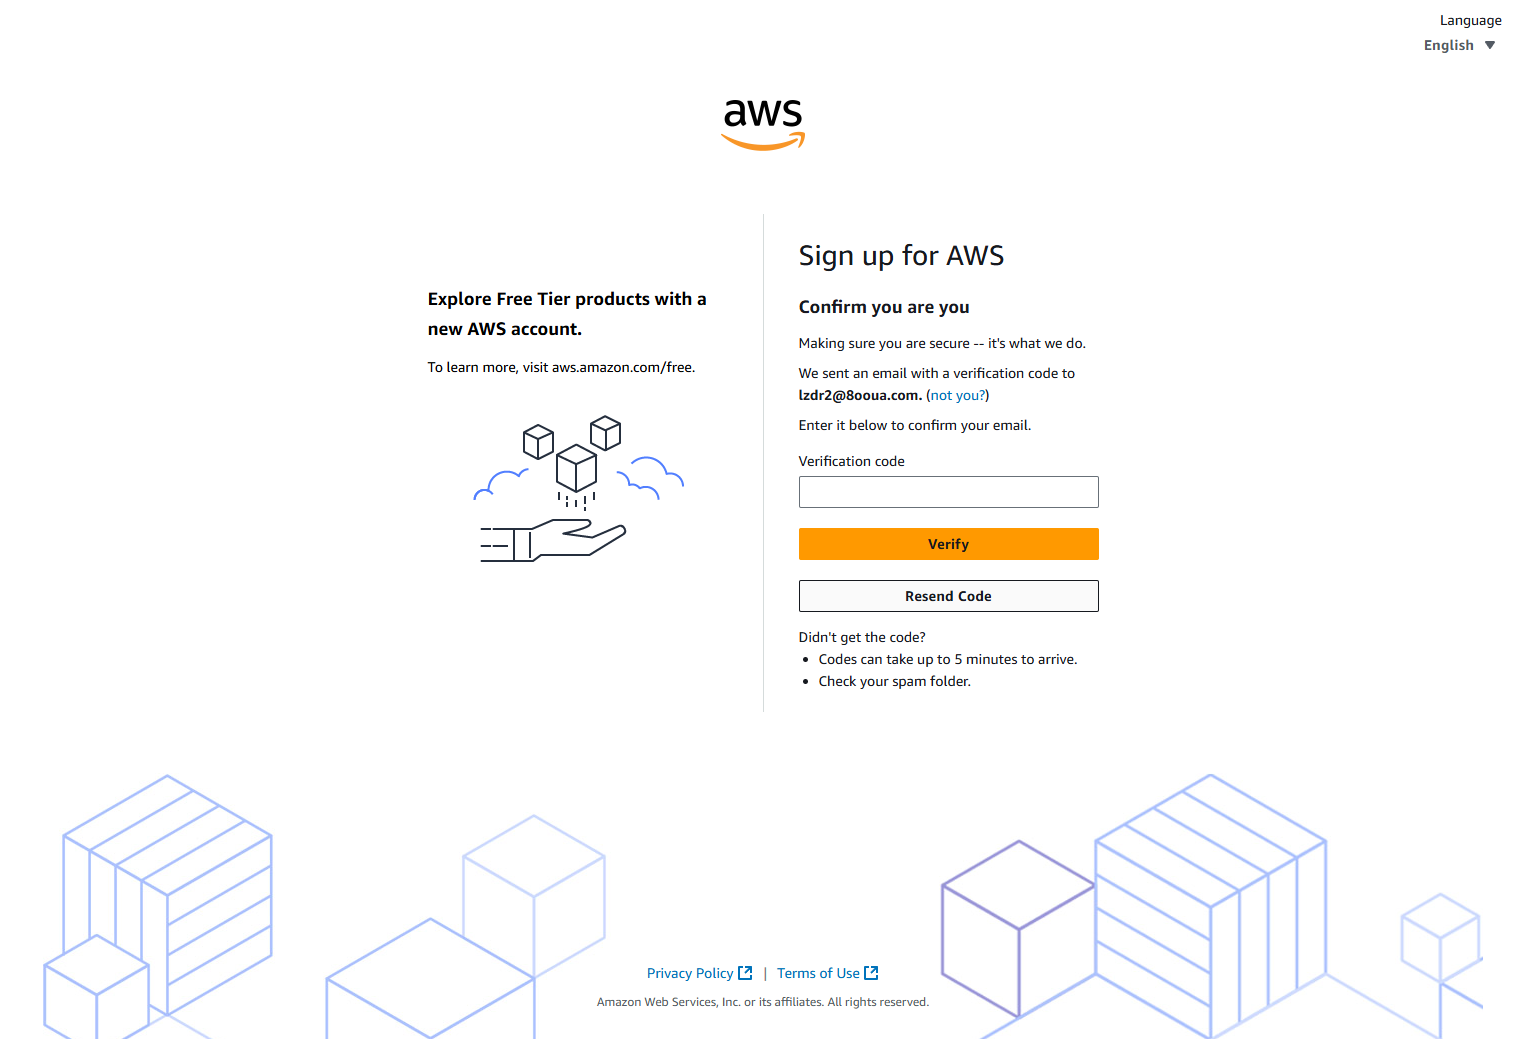 Language
English
aws
Explore Free Tier products with a
new AWS account.
To learn more, visit aws.amazon.com/free.
Sign up for AWS
Confirm you are you
Making sure you are secure -- it's what we do.
We sent an email with a verification code to
lzdr2@8ooua.com. (not you?)
Enter it below to confirm your email.
Verification code
Verify
Resend Code
Didn't get the code?
• Codes can take up to 5 minutes to arrive.
• Check your spam folder.
Privacy Policy | Terms of Use
Amazon Web Services, Inc. or its affiliates. All rights reserved.